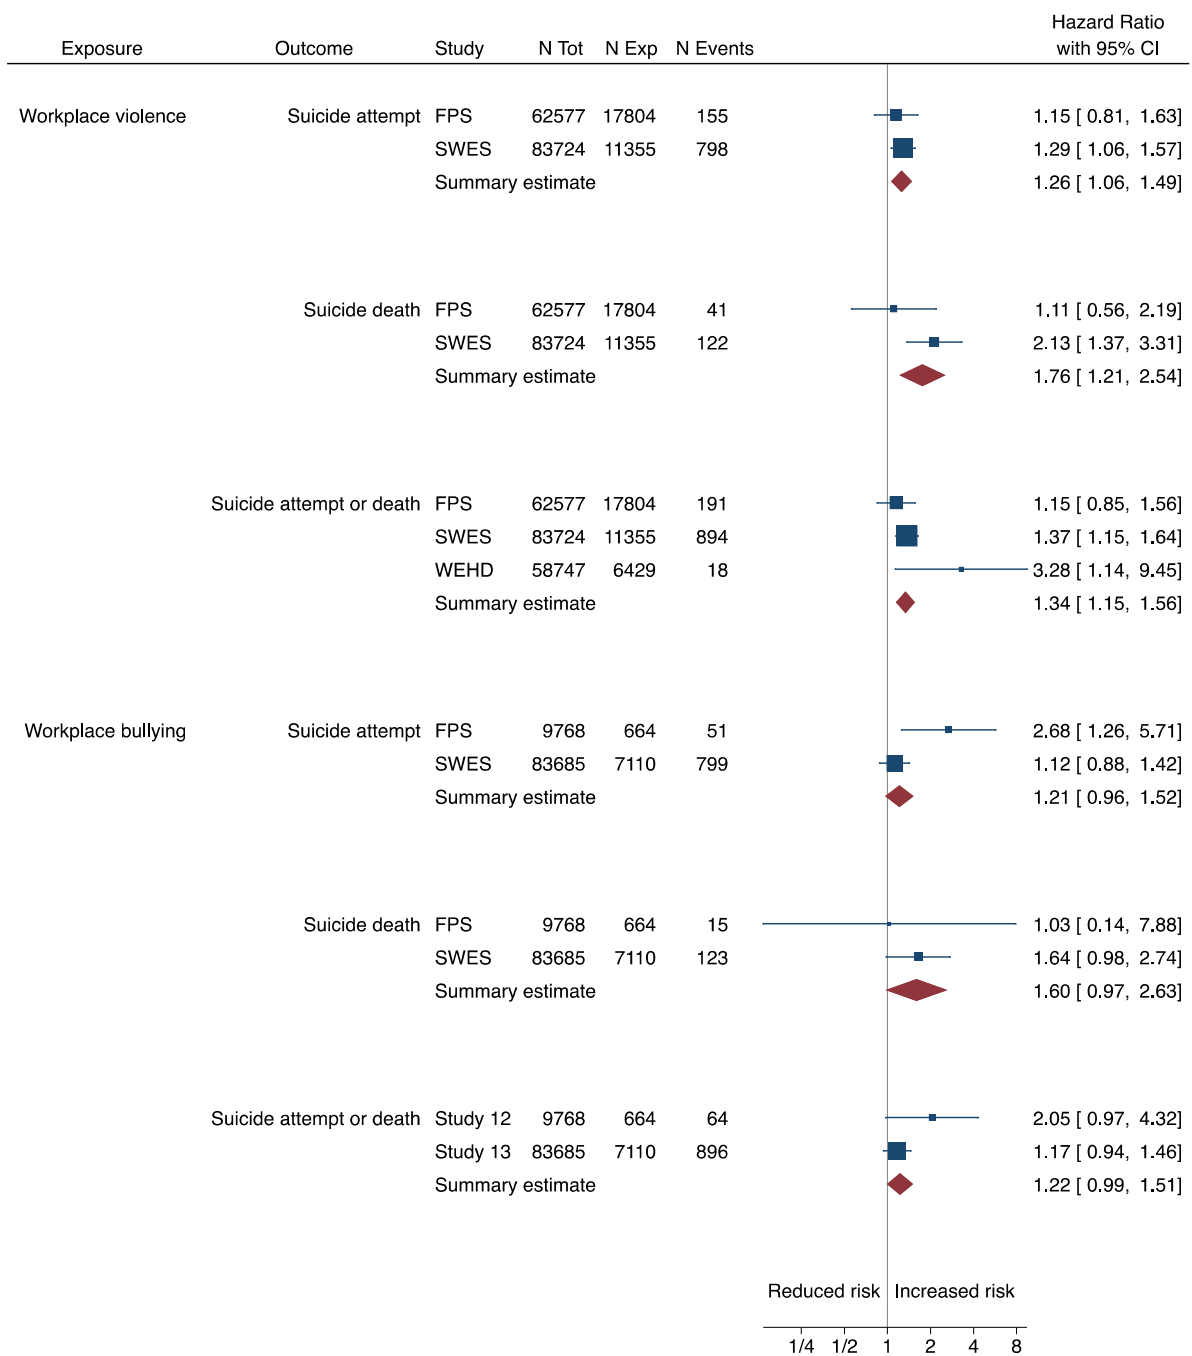 Hazard Ratio
Exposure Outcome Study N Tot N Exp N Events with 95% CI
Workplace violence Suicide attempt FPS 62577 17804 155 1.15 [ 0.81, 1.63]
SWES 83724 11355 798 1.29 [ 1.06, 1.57]
Summary estimate 1.26 [ 1.06, 1.49]
Suicide death FPS 62577 17804 41 1.11 [ 0.56, 2.19]
SWES 83724 11355 122 2.13 [ 1.37, 3.31]
Summary estimate 1.76 [ 1.21, 2.54]
Suicide attempt or death FPS 62577 17804 191 1.15 [ 0.85, 1.56]
SWES 83724 11355 894 1.37 [ 1.15, 1.64]
WEHD 58747 6429 18 3.28 [ 1.14, 9.45]
Summary estimate 1.34 [ 1.15, 1.56]
Workplace bullying Suicide attempt FPS 9768 664 51 2.68 [ 1.26, 5.71]
SWES 83685 7110 799 1.12 [ 0.88, 1.42]
Summary estimate 1.21 [ 0.96, 1.52]
Suicide death FPS 9768 664 15 1.03 [ 0.14, 7.88]
SWES 83685 7110 123 1.64 [ 0.98, 2.74]
Summary estimate 1.60 [ 0.97, 2.63]
Suicide attempt or death Study 12 9768 664 64 2.05 [ 0.97, 4.32]
Study 13 83685 7110 896 1.17 [ 0.94, 1.46]
Summary estimate 1.22 [ 0.99, 1.51]
Reduced risk Increased risk
1/4 1/2 1 2 4 8